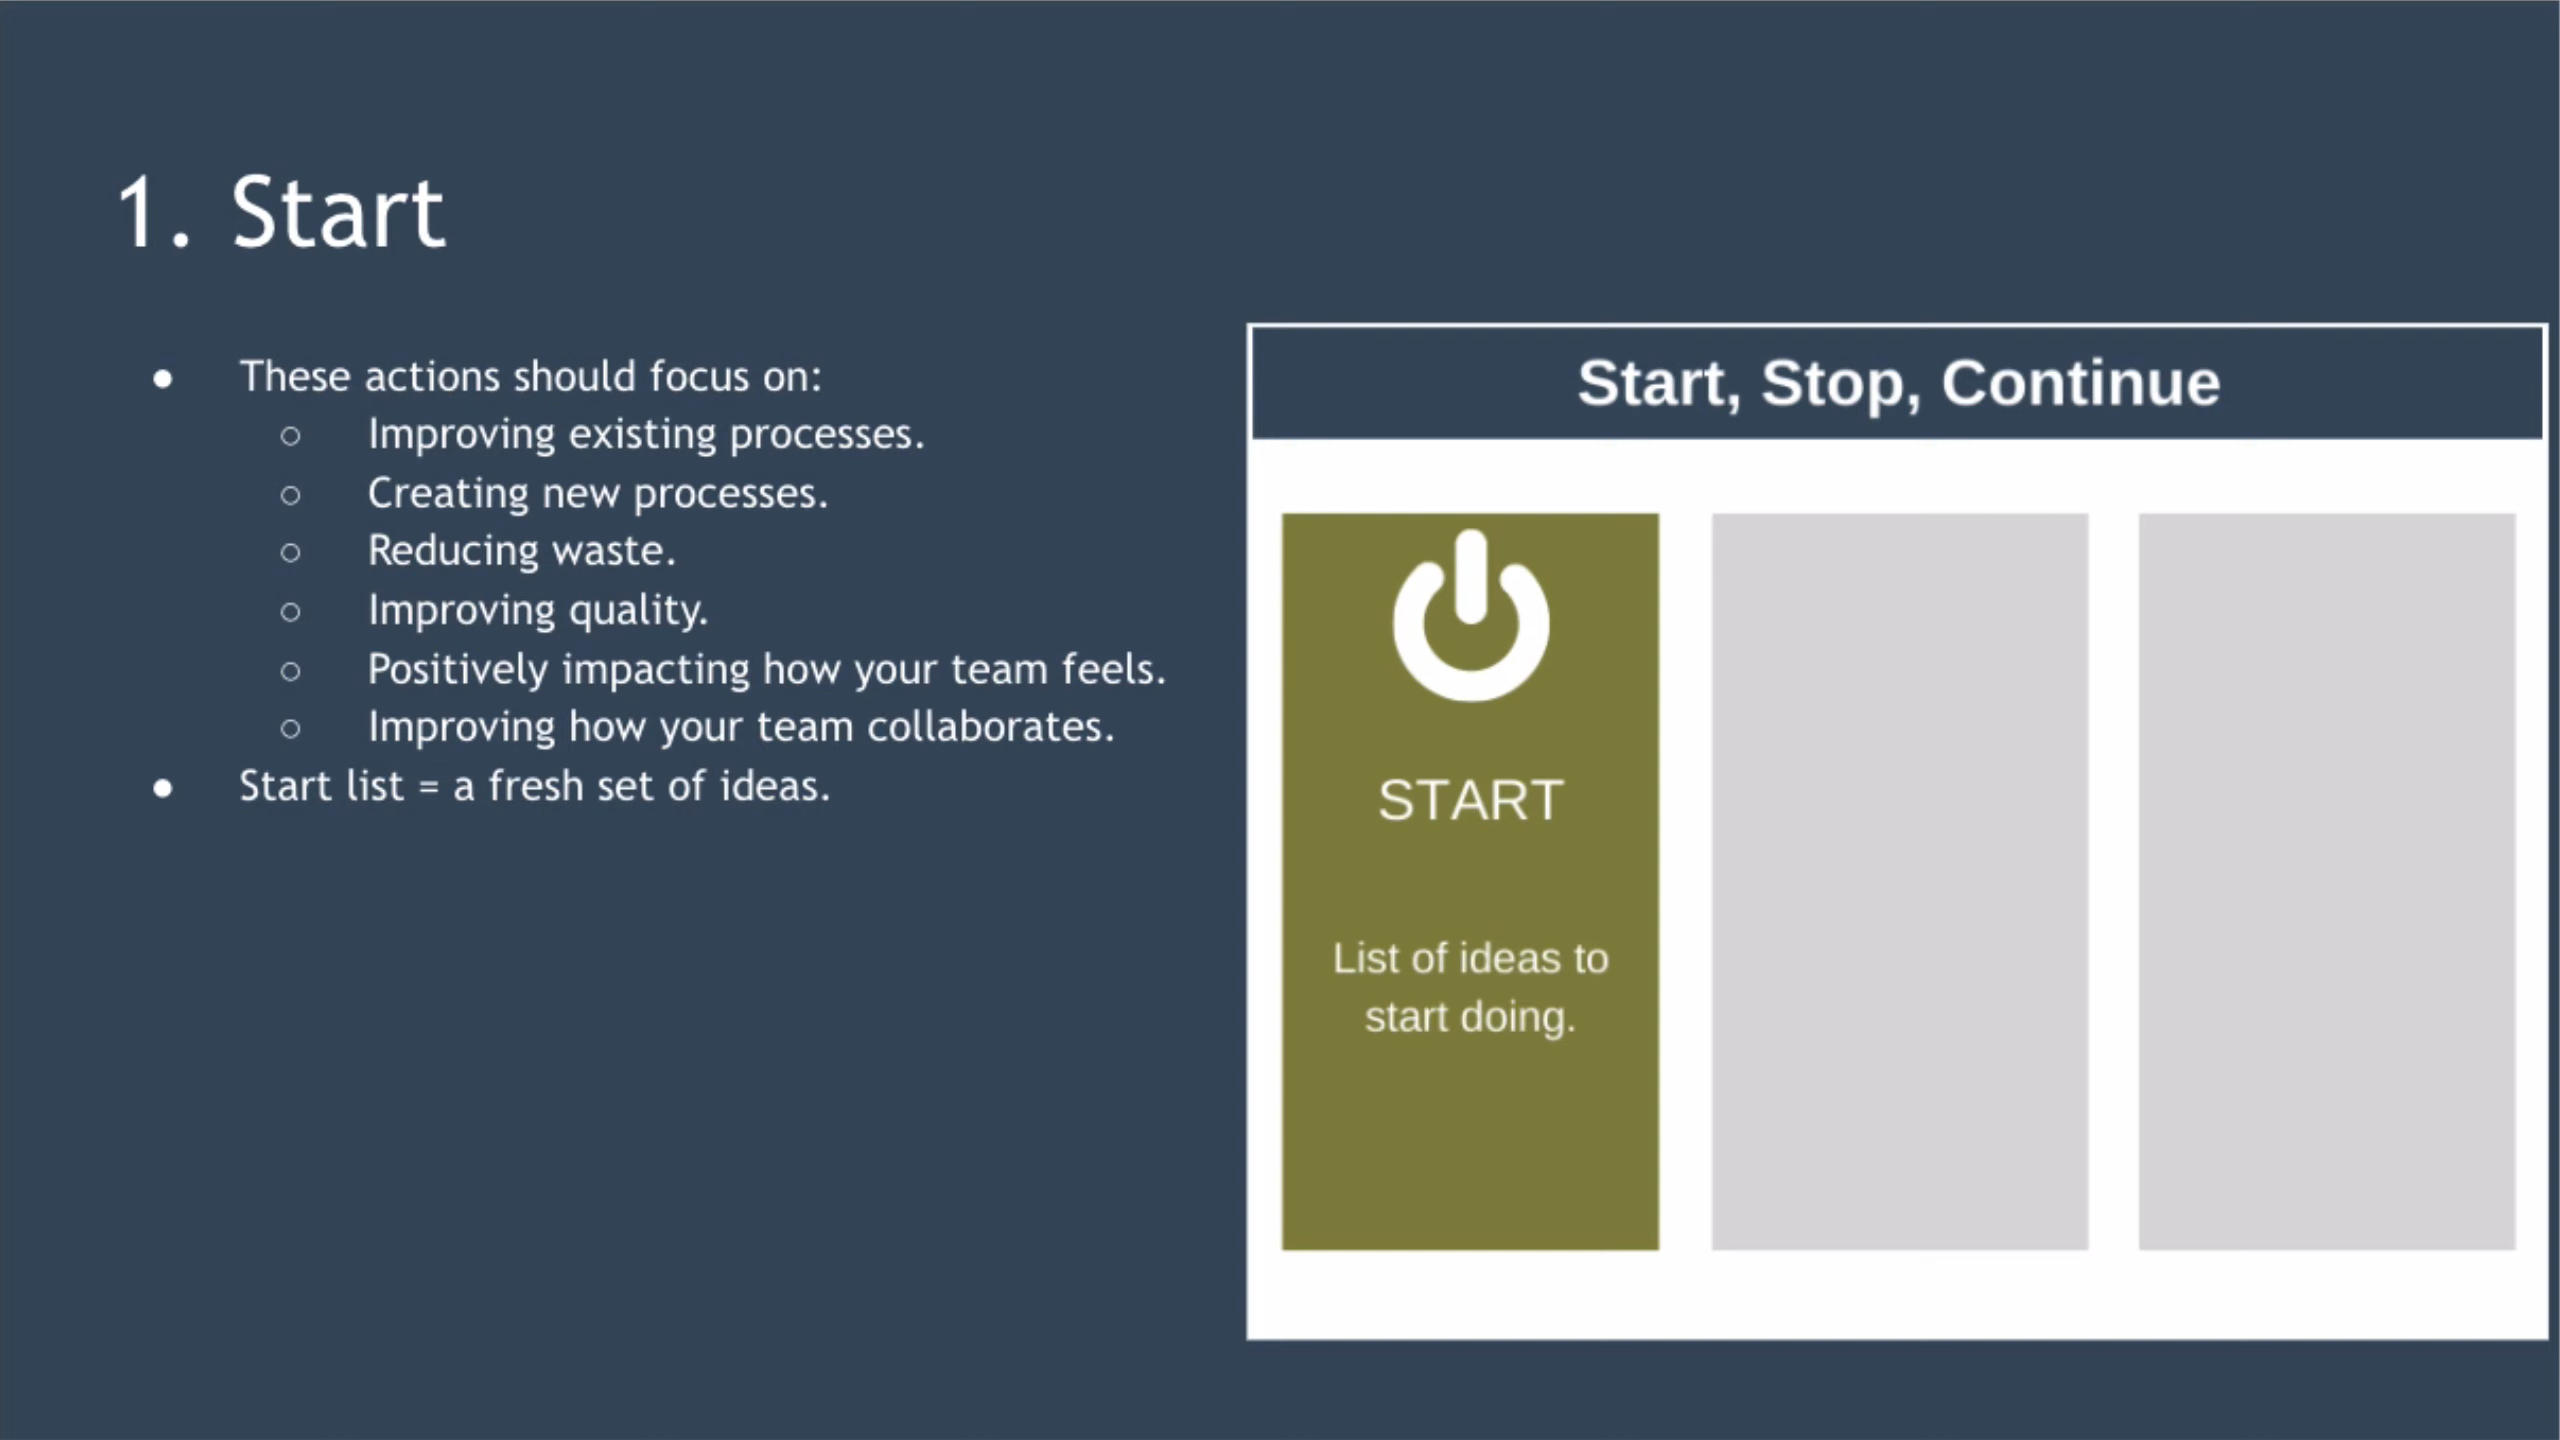 1. Start
● These actions should focus on:
○ Improving existing processes.
○ Creating new processes.
○ Reducing waste.
○ Improving quality.
○ Positively impacting how your team feels.
○ Improving how your team collaborates.
● Start list = a fresh set of ideas.
Start, Stop, Continue
START
List of ideas to
start doing.